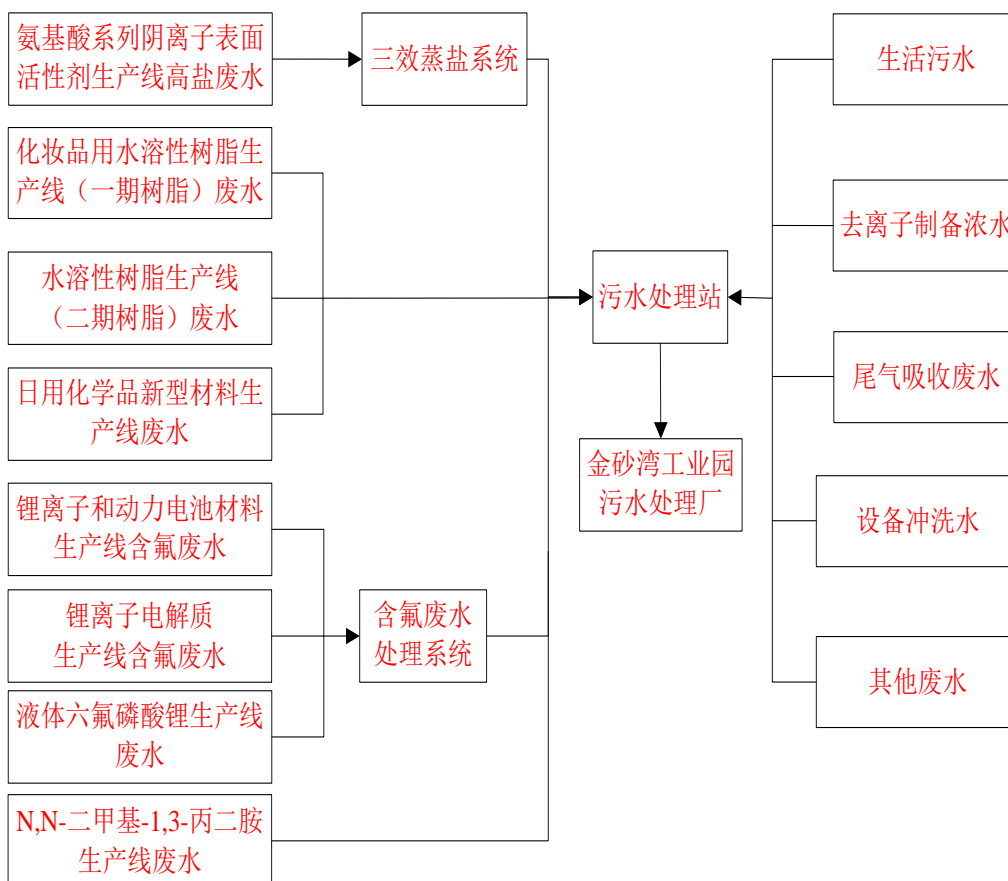 氨基酸系列阴离子表面
活性剂生产线高盐废水
三效蒸盐系统
生活污水
化妆品用水溶性树脂生
产线（一期树脂）废水
去离子制备浓水
水溶性树脂生产线
（二期树脂）废水
污水处理站
尾气吸收废水
日用化学品新型材料生
产线废水
金砂湾工业园
污水处理厂
锂离子和动力电池材料
生产线含氟废水
设备冲洗水
锂离子电解质
生产线含氟废水
含氟废水
处理系统
其他废水
液体六氟磷酸锂生产线
废水
N,N-二甲基-1,3-丙二胺
生产线废水